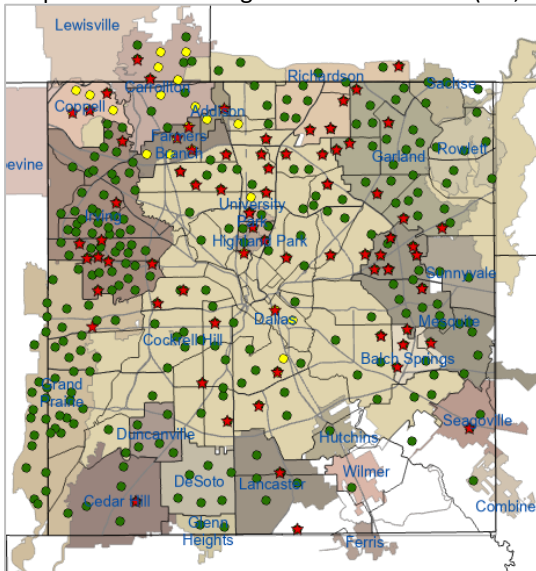 Lewisville
Richardson
Sachse
Carrollton
Coppell
Addison
Farmers
Branch
Garland
Rowlett
Irving
University
Park
Highland Park
Sunnyvale
Dallas
Mesquite
Cockrell Hill
Balch Springs
Grand
Prairie
Seagoville
Duncanville
Hutchins
Wilmer
DeSoto
Lancaster
Cedar Hill
Combine
Glenn
Heights
Ferris